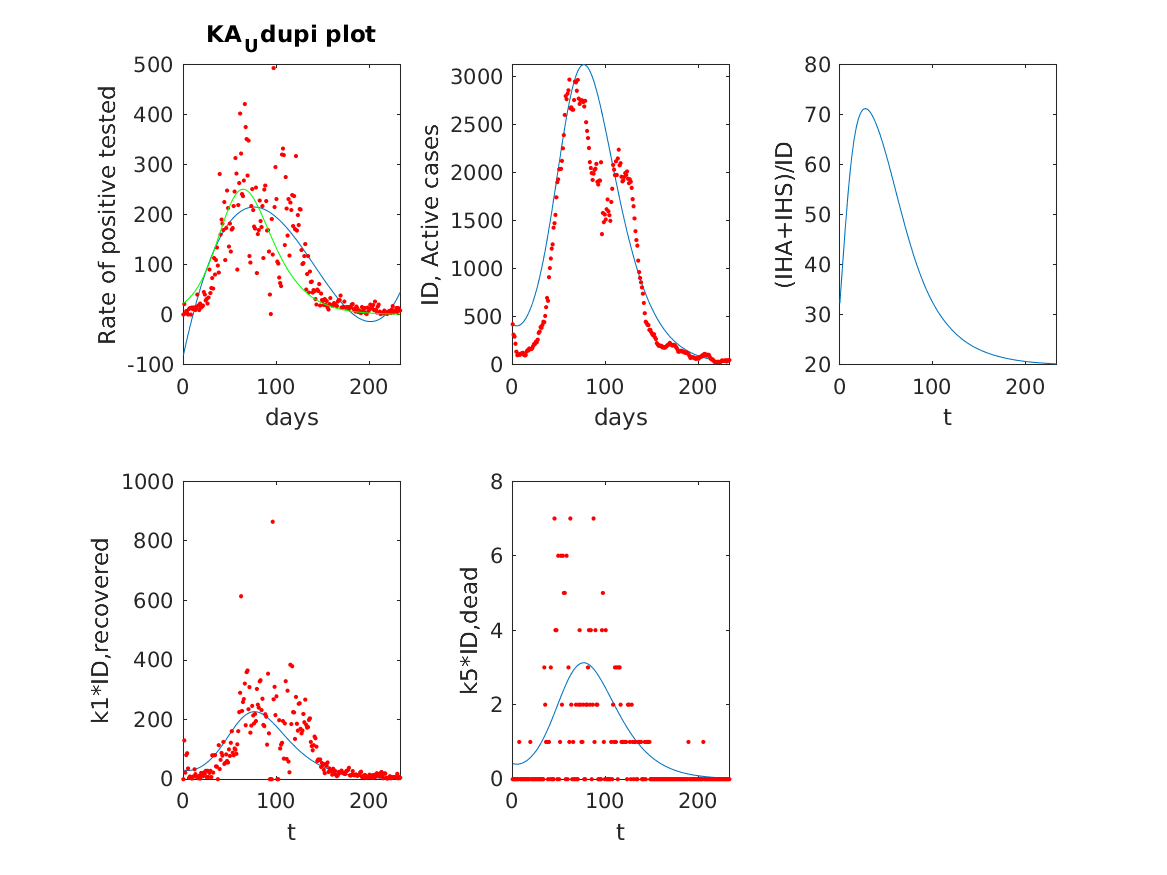 KA_Udupi plot
Rate of positive tested
500
400
300
200
100
0
-100
0 100 200
days
ID, Active cases
3000
2500
2000
1500
1000
500
0
0 100 200
days
(IHA+IHS)/ID
80
70
60
50
40
30
20
0 100 200
t
k1*ID,recovered
1000
800
600
400
200
0
0 100 200
t
k5*ID,dead
8
6
4
2
0
0 100 200
t